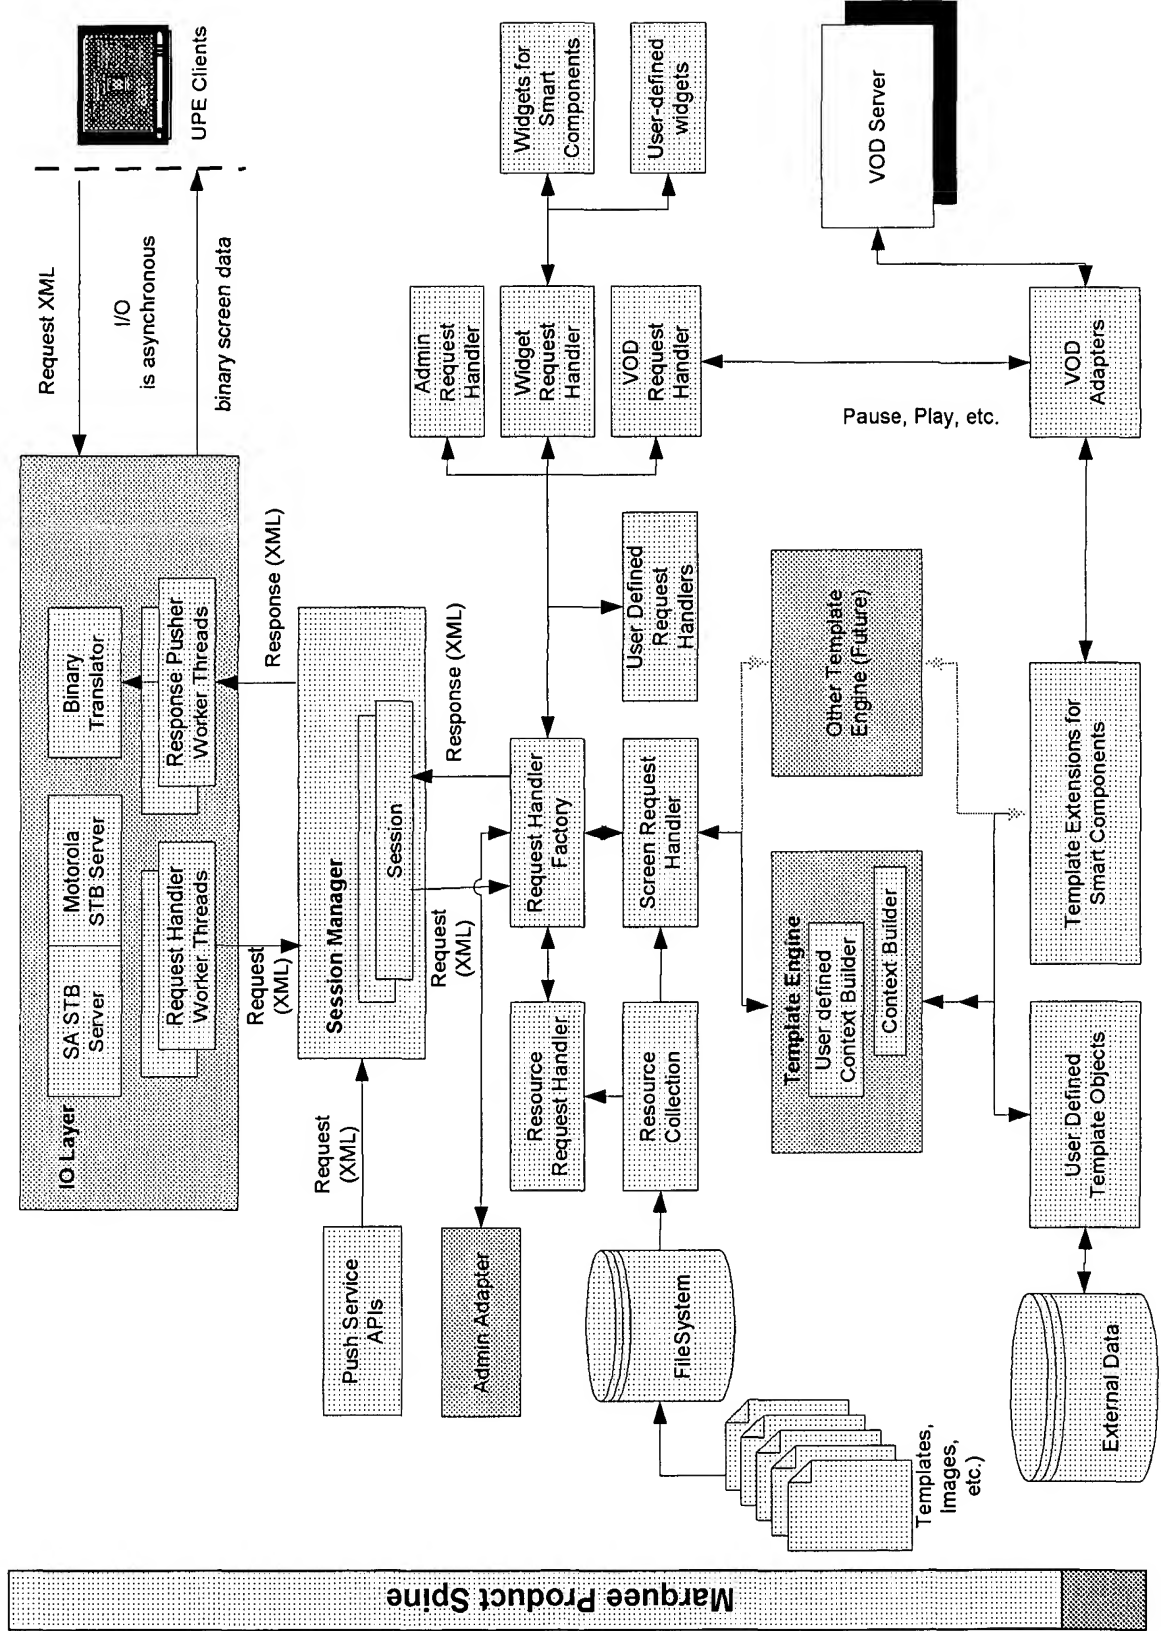 Marquee Product Spine
IO Layer
SA STB
Server
Motorola
STB Server
Binary
Translator
Request Handler
Worker Threads
Response Pusher
Worker Threads
Request XML
I/O
is asynchronous
binary screen data
UPE Clients
Request
(XML)
Response (XML)
Push Service
APIs
Request
(XML)
Session Manager
Session
Request
(XML)
Response (XML)
Admin Adapter
Resource
Request Handler
Request Handler
Factory
Admin
Request
Handler
Widget
Request
Handler
VOD
Request
Handler
Widgets for
Smart
Components
User-defined
widgets
FileSystem
Resource
Collection
Screen Request
Handler
User Defined
Request
Handlers
Templates,
Images,
etc.)
Template Engine
User defined
Context Builder
Context Builder
Other Template
Engine (Future)
Pause, Play, etc.
VOD Server
External Data
User Defined
Template Objects
Template Extensions for
Smart Components
VOD
Adapters